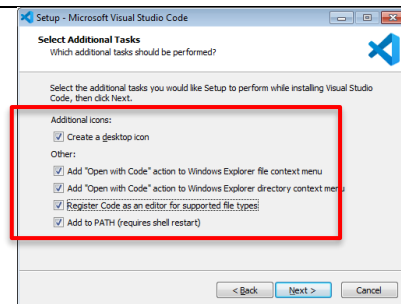 Setup - Microsoft Visual Studio Code
Select Additional Tasks
Which additional tasks should be performed?
Select the additional tasks you would like Setup to perform while installing Visual Studio
Code, then click Next.
Additional icons:
Create a desktop icon
Other:
Add "Open with Code" action to Windows Explorer file context menu
Add "Open with Code" action to Windows Explorer directory context menu
Register Code as an editor for supported file types
Add to PATH (requires shell restart)
< Back
Next >
Cancel